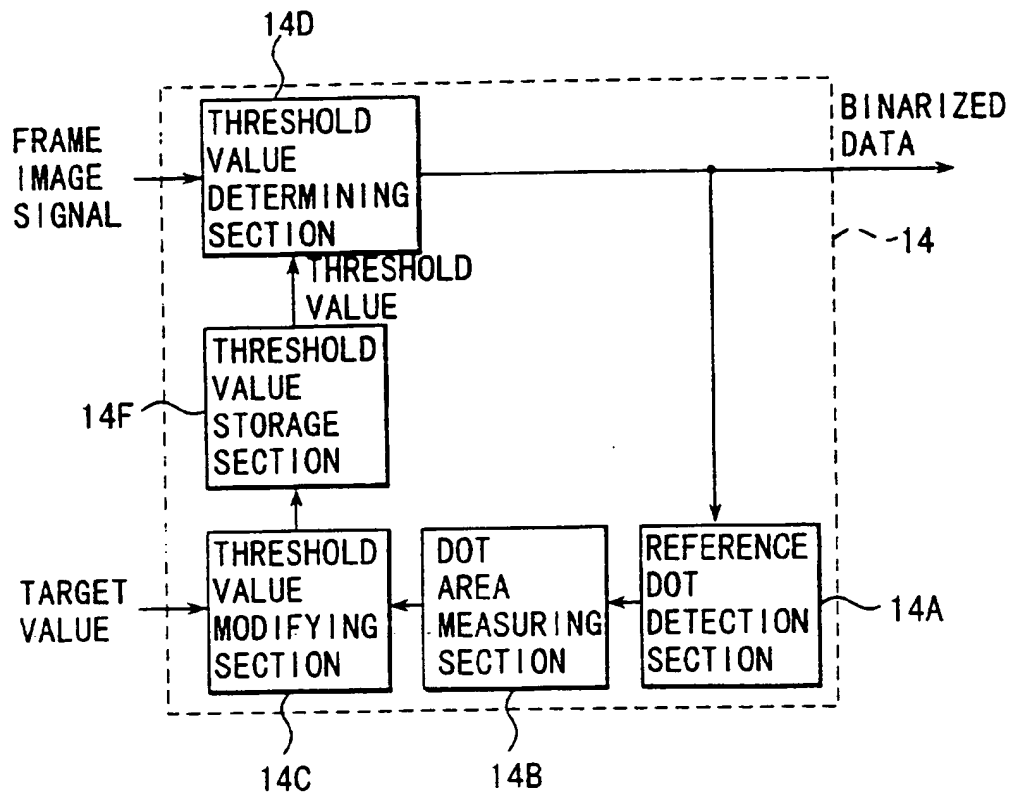 14D
FRAME
IMAGE
SIGNAL
THRESHOLD
VALUE
DETERMINING
SECTION
BINARIZED
DATA
14
THRESHOLD
VALUE
14F
THRESHOLD
VALUE
STORAGE
SECTION
TARGET
VALUE
THRESHOLD
VALUE
MODIFYING
SECTION
DOT
AREA
MEASURING
SECTION
REFERENCE
DOT
DETECTION
SECTION
14A
14C
14B